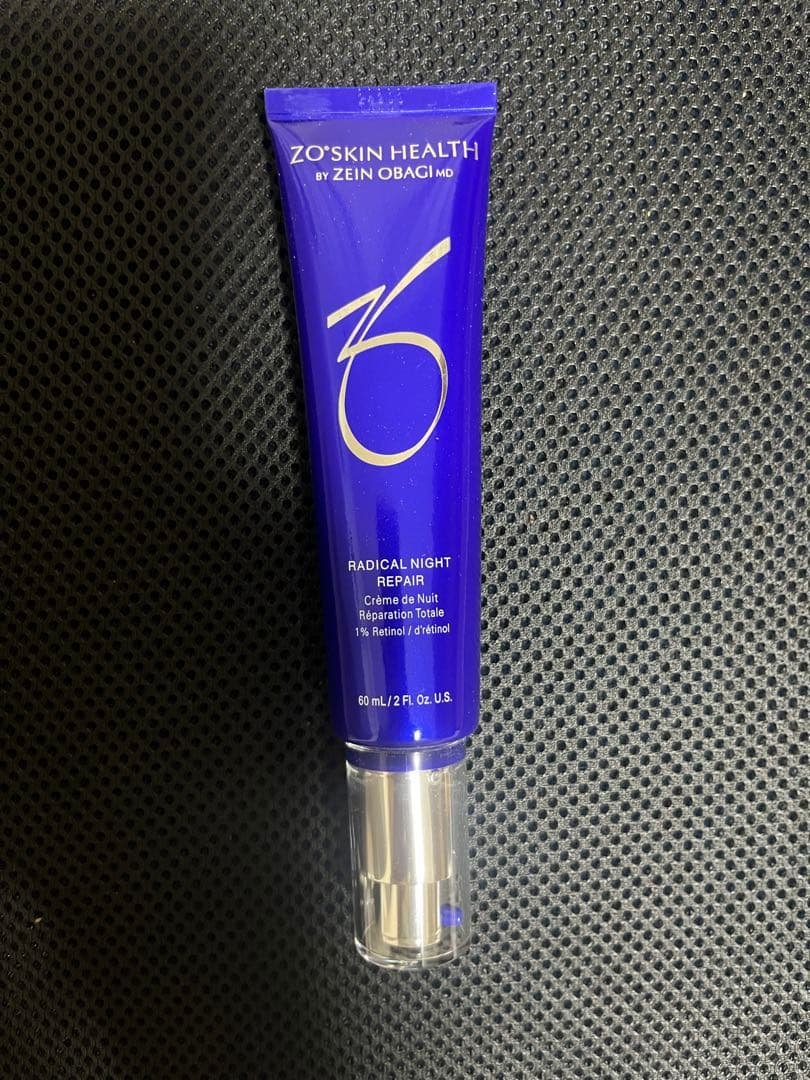 ZO® SKIN HEALTH
BY ZEIN OBAGI MD
RADICAL NIGHT
REPAIR
Crème de Nuit
Réparation Totale
1% Retinol / d'rétinol
60 mL / 2 Fl. Oz. U.S.